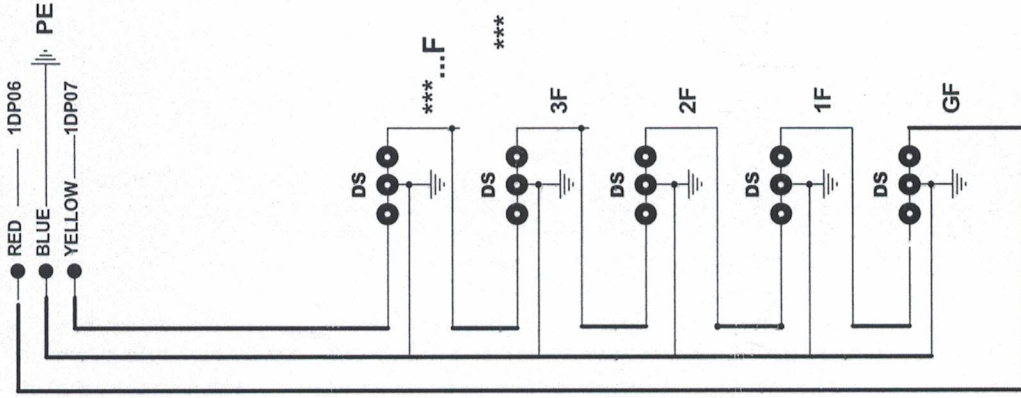 RED 1DP06
BLUE PE
YELLOW 1DP07
DS
***...F
***
DS
3F
DS
2F
DS
1F
DS
GF